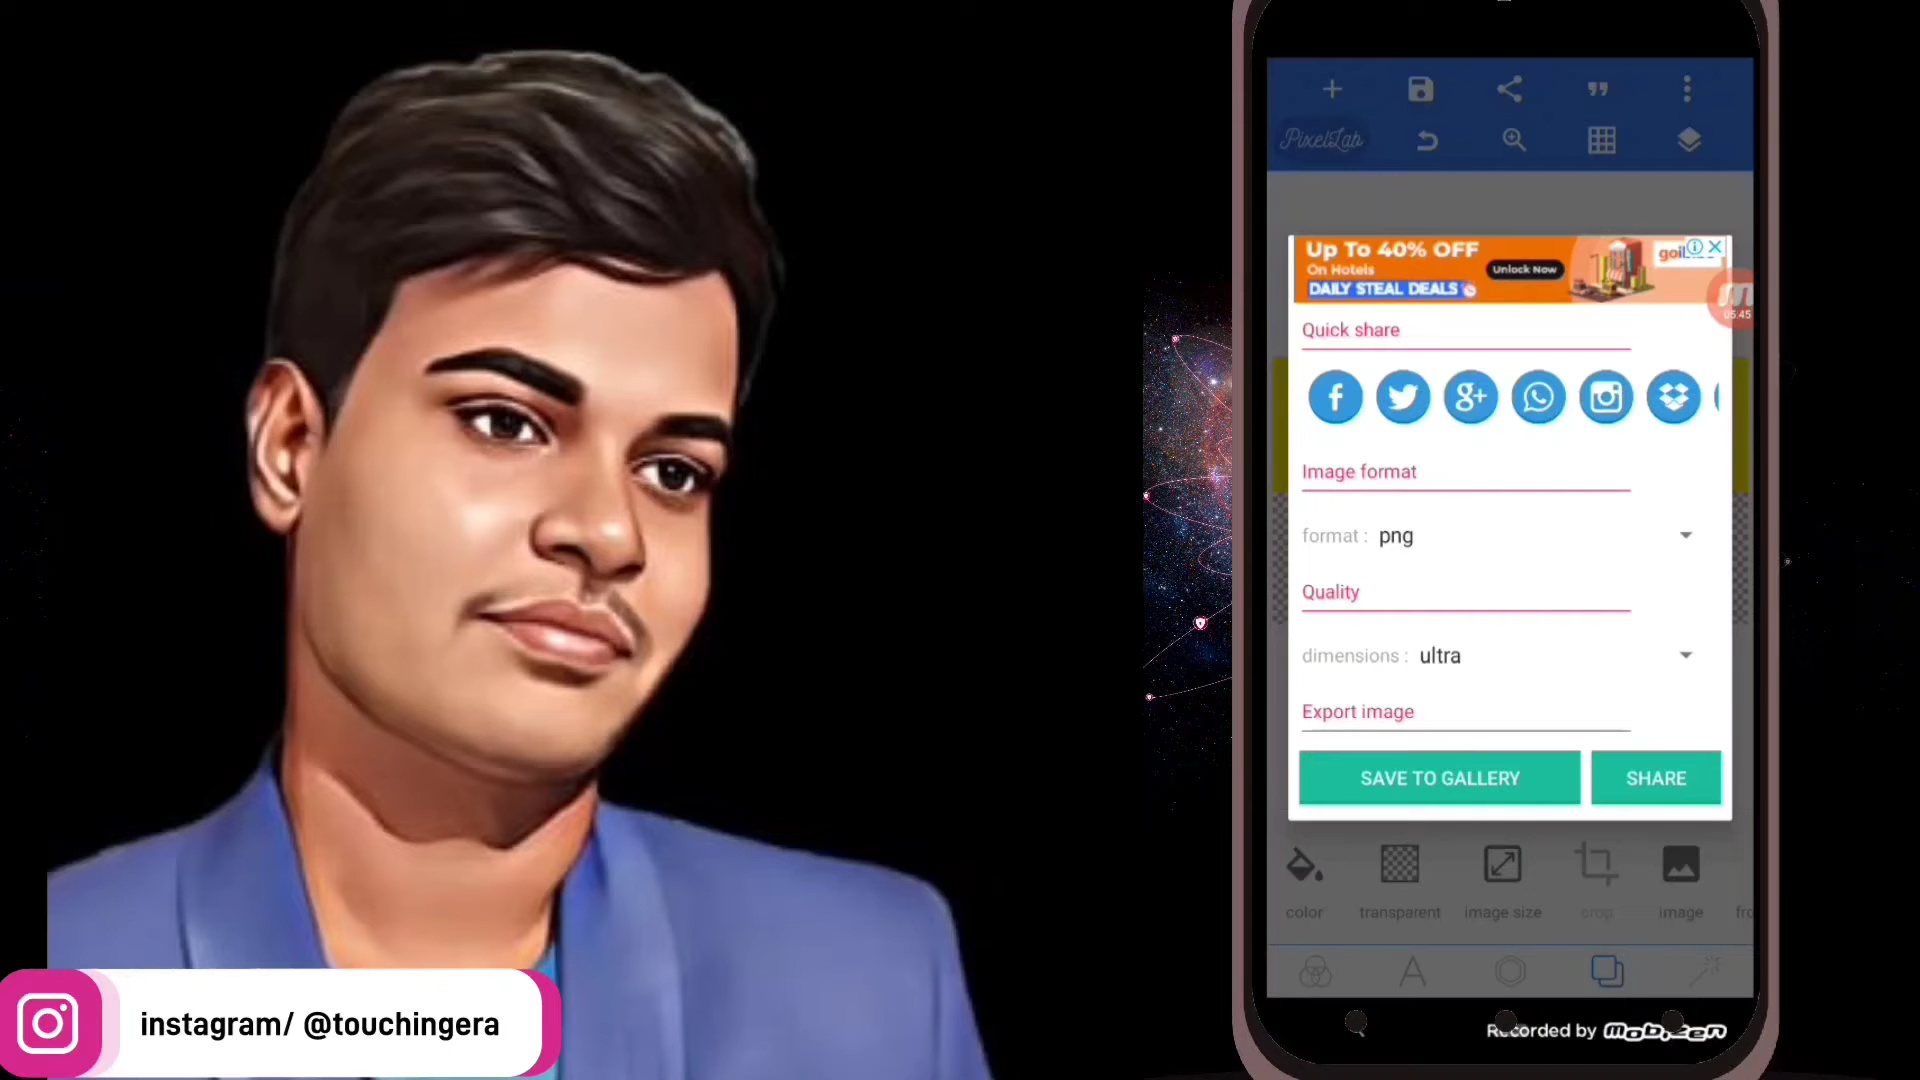 PixelLab
Up To 40% OFF
On Hotels
DAILY STEAL DEALS
Unlock Now
05:45
Quick share
Image format
format : png
Quality
dimensions : ultra
Export image
SAVE TO GALLERY
SHARE
color
transparent
image size
crop
image
instagram/ @touchingera
Recorded by mobizen